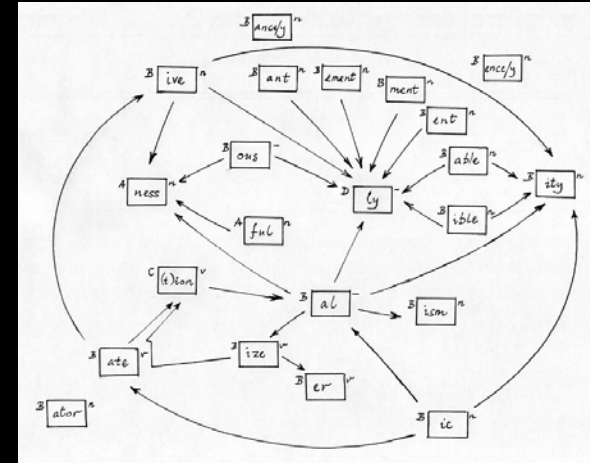 B ance/y n
B ive n
B ant n
B ement n
B ment n
B ence/y n
B ent n
B ous -
B able n
A ness n
D ly -
B ity n
A ful n
B ible n
C (t)ion v
B al -
B ism n
B ate v
B ize v
B er v
B ator n
B ic n